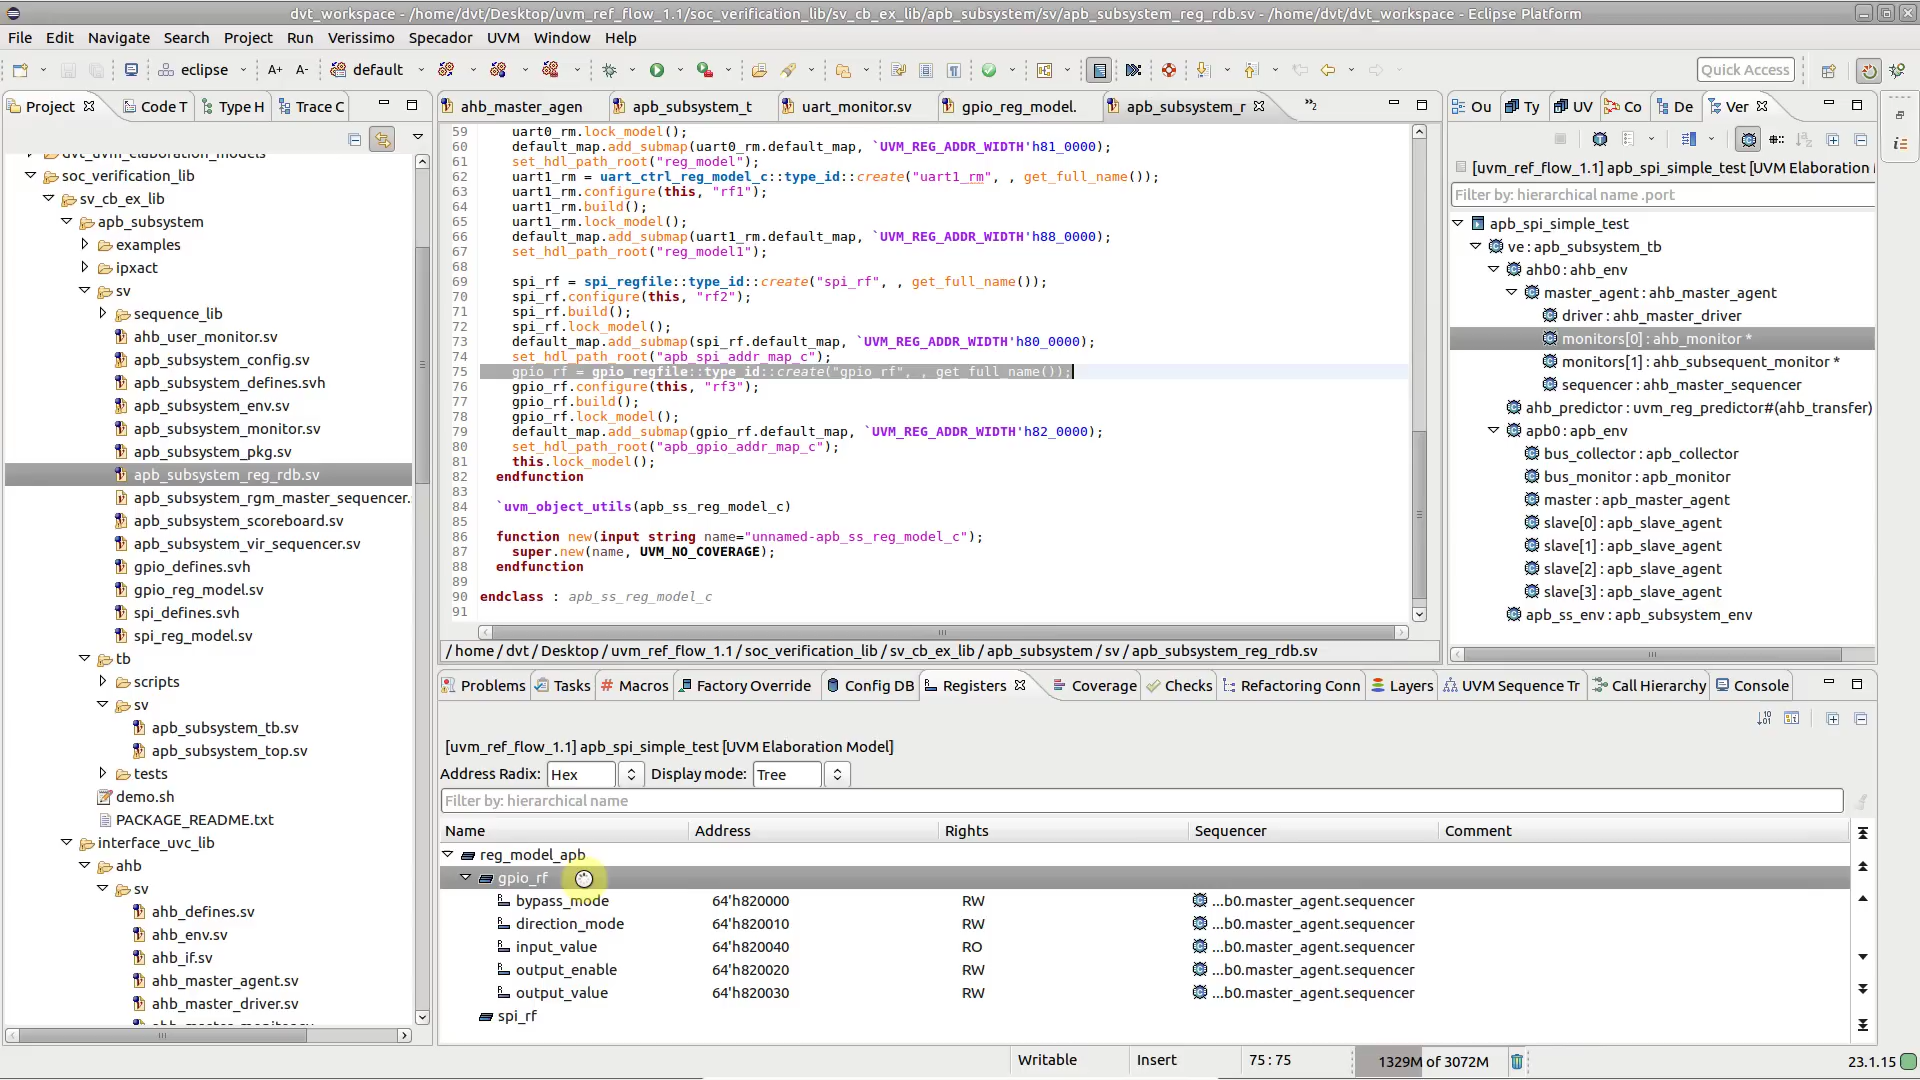 dvt_workspace - /home/dvt/Desktop/uvm_ref_flow_1.1/soc_verification_lib/sv_cb_ex_lib/apb_subsystem/sv/apb_subsystem_reg_rdb.sv - /home/dvt/dvt_workspace - Eclipse Platform
File Edit Navigate Search Project Run Verissimo Specador UVM Window Help
eclipse A+ A- default Quick Access
Project Code T Type H Trace C
dvt_uvm_elaboration_models
soc_verification_lib
sv_cb_ex_lib
apb_subsystem
examples
ipxact
sv
sequence_lib
ahb_user_monitor.sv
apb_subsystem_config.sv
apb_subsystem_defines.svh
apb_subsystem_env.sv
apb_subsystem_monitor.sv
apb_subsystem_pkg.sv
apb_subsystem_reg_rdb.sv
apb_subsystem_rgm_master_sequencer.
apb_subsystem_scoreboard.sv
apb_subsystem_vir_sequencer.sv
gpio_defines.svh
gpio_reg_model.sv
spi_defines.svh
spi_reg_model.sv
tb
scripts
sv
apb_subsystem_tb.sv
apb_subsystem_top.sv
tests
demo.sh
PACKAGE_README.txt
interface_uvc_lib
ahb
sv
ahb_defines.sv
ahb_env.sv
ahb_if.sv
ahb_master_agent.sv
ahb_master_driver.sv
ahb_master_agen apb_subsystem_t uart_monitor.sv gpio_reg_model. apb_subsystem_r »2
59 uart0_rm.lock_model();
60 default_map.add_submap(uart0_rm.default_map, `UVM_REG_ADDR_WIDTH'h81_0000);
61 set_hdl_path_root("reg_model");
62 uart1_rm = uart_ctrl_reg_model_c::type_id::create("uart1_rm", , get_full_name());
63 uart1_rm.configure(this, "rf1");
64 uart1_rm.build();
65 uart1_rm.lock_model();
66 default_map.add_submap(uart1_rm.default_map, `UVM_REG_ADDR_WIDTH'h88_0000);
67 set_hdl_path_root("reg_model1");
68
69 spi_rf = spi_regfile::type_id::create("spi_rf", , get_full_name());
70 spi_rf.configure(this, "rf2");
71 spi_rf.build();
72 spi_rf.lock_model();
73 default_map.add_submap(spi_rf.default_map, `UVM_REG_ADDR_WIDTH'h80_0000);
74 set_hdl_path_root("apb_spi_addr_map_c");
75 gpio_rf = gpio_regfile::type_id::create("gpio_rf", , get_full_name());
76 gpio_rf.configure(this, "rf3");
77 gpio_rf.build();
78 gpio_rf.lock_model();
79 default_map.add_submap(gpio_rf.default_map, `UVM_REG_ADDR_WIDTH'h82_0000);
80 set_hdl_path_root("apb_gpio_addr_map_c");
81 this.lock_model();
82 endfunction
83
84 `uvm_object_utils(apb_ss_reg_model_c)
85
86 function new(input string name="unnamed-apb_ss_reg_model_c");
87 super.new(name, UVM_NO_COVERAGE);
88 endfunction
89
90 endclass : apb_ss_reg_model_c
91
/ home / dvt / Desktop / uvm_ref_flow_1.1 / soc_verification_lib / sv_cb_ex_lib / apb_subsystem / sv / apb_subsystem_reg_rdb.sv
Ou Ty UV Co De Ver
[uvm_ref_flow_1.1] apb_spi_simple_test [UVM Elaboration
Filter by: hierarchical name .port
apb_spi_simple_test
ve : apb_subsystem_tb
ahb0 : ahb_env
master_agent : ahb_master_agent
driver : ahb_master_driver
monitors[0] : ahb_monitor *
monitors[1] : ahb_subsequent_monitor *
sequencer : ahb_master_sequencer
ahb_predictor : uvm_reg_predictor#(ahb_transfer)
apb0 : apb_env
bus_collector : apb_collector
bus_monitor : apb_monitor
master : apb_master_agent
slave[0] : apb_slave_agent
slave[1] : apb_slave_agent
slave[2] : apb_slave_agent
slave[3] : apb_slave_agent
apb_ss_env : apb_subsystem_env
Problems Tasks Macros Factory Override Config DB Registers Coverage Checks Refactoring Conn Layers UVM Sequence Tr Call Hierarchy Console
[uvm_ref_flow_1.1] apb_spi_simple_test [UVM Elaboration Model]
Address Radix: Hex Display mode: Tree
Filter by: hierarchical name
Name Address Rights Sequencer Comment
reg_model_apb
gpio_rf
bypass_mode 64'h820000 RW ...b0.master_agent.sequencer
direction_mode 64'h820010 RW ...b0.master_agent.sequencer
input_value 64'h820040 RO ...b0.master_agent.sequencer
output_enable 64'h820020 RW ...b0.master_agent.sequencer
output_value 64'h820030 RW ...b0.master_agent.sequencer
spi_rf
Writable Insert 75 : 75 1329M of 3072M 23.1.15